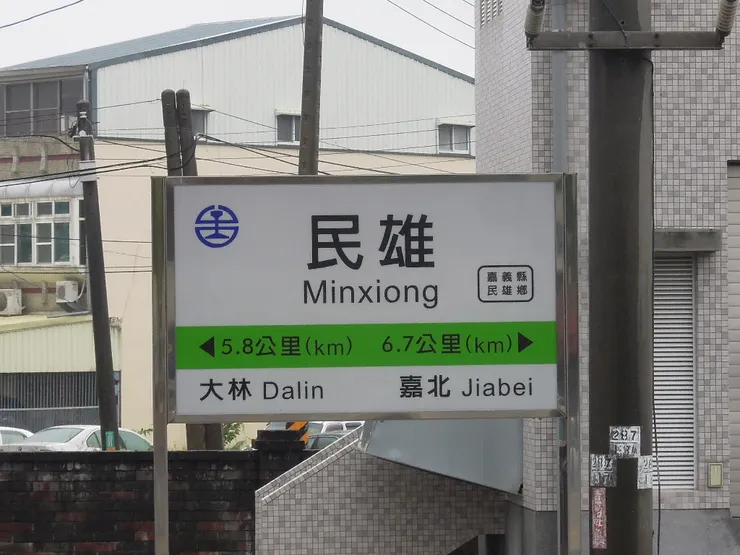 民雄
Minxiong
嘉義縣
民雄鄉
◀5.8公里(km) 6.7公里(km)▶
大林 Dalin 嘉北 Jiabei
287